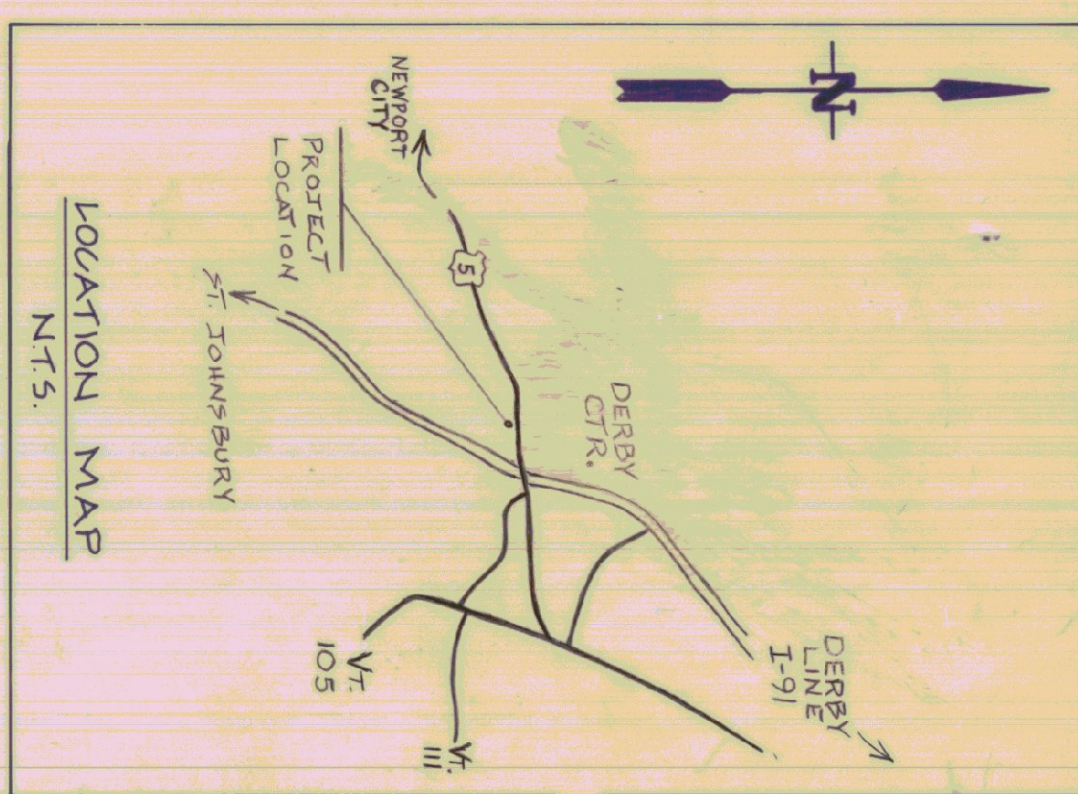 N
NEWPORT
CITY
5
PROJECT
LOCATION
DERBY
CTR.
ST. JOHNSBURY
DERBY
LINE
I-91
VT.
105
VT.
111
LOCATION MAP
N.T.S.